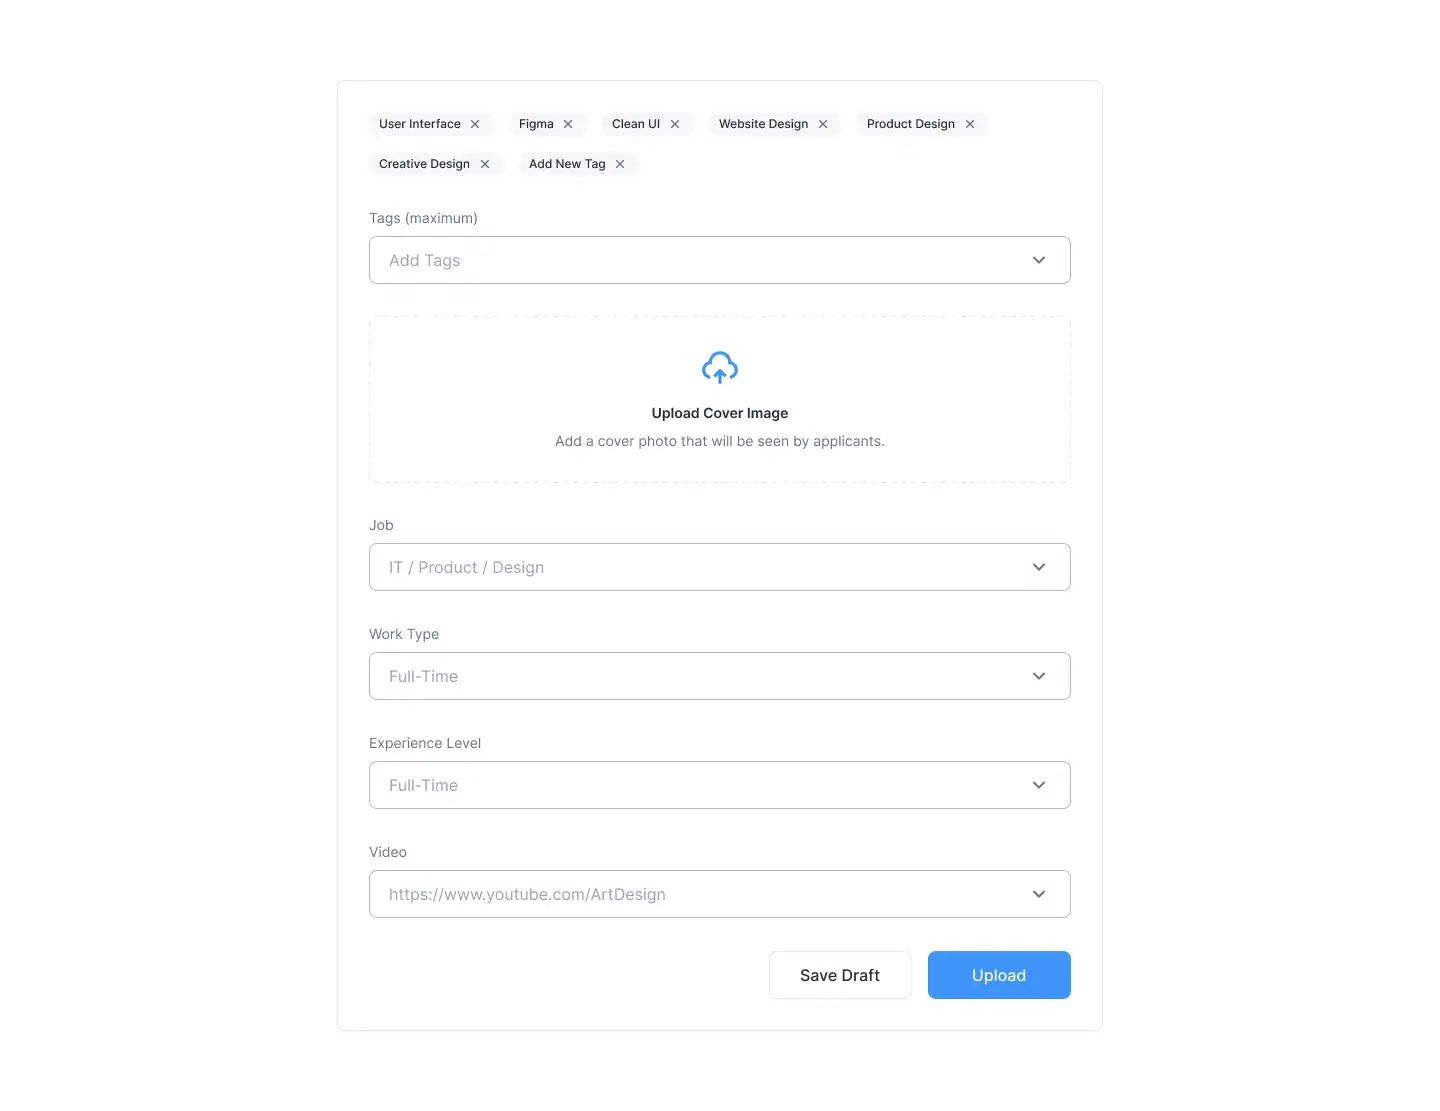 User Interface Figma Clean UI Website Design Product Design
Creative Design Add New Tag
Tags (maximum)
Add Tags
Upload Cover Image
Add a cover photo that will be seen by applicants.
Job
IT / Product / Design
Work Type
Full-Time
Experience Level
Full-Time
Video
https://www.youtube.com/ArtDesign
Save Draft Upload